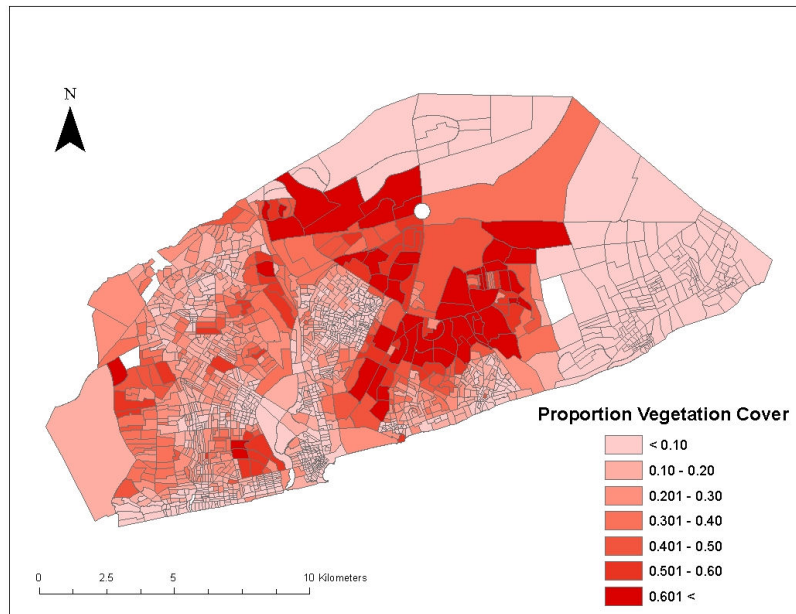 N
Proportion Vegetation Cover
< 0.10
0.10 - 0.20
0.201 - 0.30
0.301 - 0.40
0.401 - 0.50
0.501 - 0.60
0.601 <
0 2.5 5 10 Kilometers